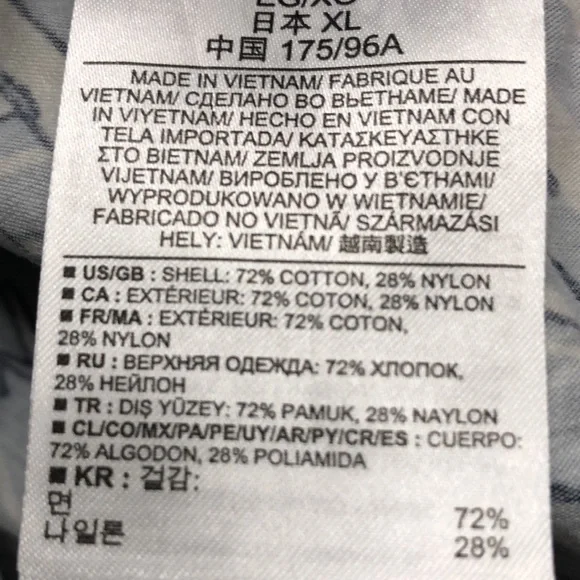 LG/XG
日本 XL
中国 175/96A
MADE IN VIETNAM/ FABRIQUE AU
VIETNAM/ СДЕЛАНО ВО ВЬЕТНАМЕ/ MADE
IN VIYETNAM/ HECHO EN VIETNAM CON
TELA IMPORTADA/ ΚΑΤΑΣΚΕΥΑΣΤΗΚΕ
ΣΤΟ ΒΙΕΤΝΑΜ/ ZEMLJA PROIZVODNJE
VIJETNAM/ ВИРОБЛЕНО У В'ЄТНАМІ/
WYPRODUKOWANO W WIETNAMIE/
FABRICADO NO VIETNÃ/ SZÁRMAZÁSI
HELY: VIETNÁM/ 越南製造
■ US/GB : SHELL: 72% COTTON, 28% NYLON
■ CA : EXTÉRIEUR: 72% COTON, 28% NYLON
■ FR/MA : EXTÉRIEUR: 72% COTON,
28% NYLON
■ RU : ВЕРХНЯЯ ОДЕЖДА: 72% ХЛОПОК,
28% НЕЙЛОН
■ TR : DIŞ YÜZEY: 72% PAMUK, 28% NAYLON
■ CL/CO/MX/PA/PE/UY/AR/PY/CR/ES : CUERPO:
72% ALGODON, 28% POLIAMIDA
■ KR : 겉감:
면 72%
나일론 28%